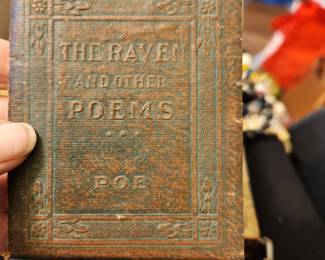 THE RAVEN
AND OTHER
POEMS
POE